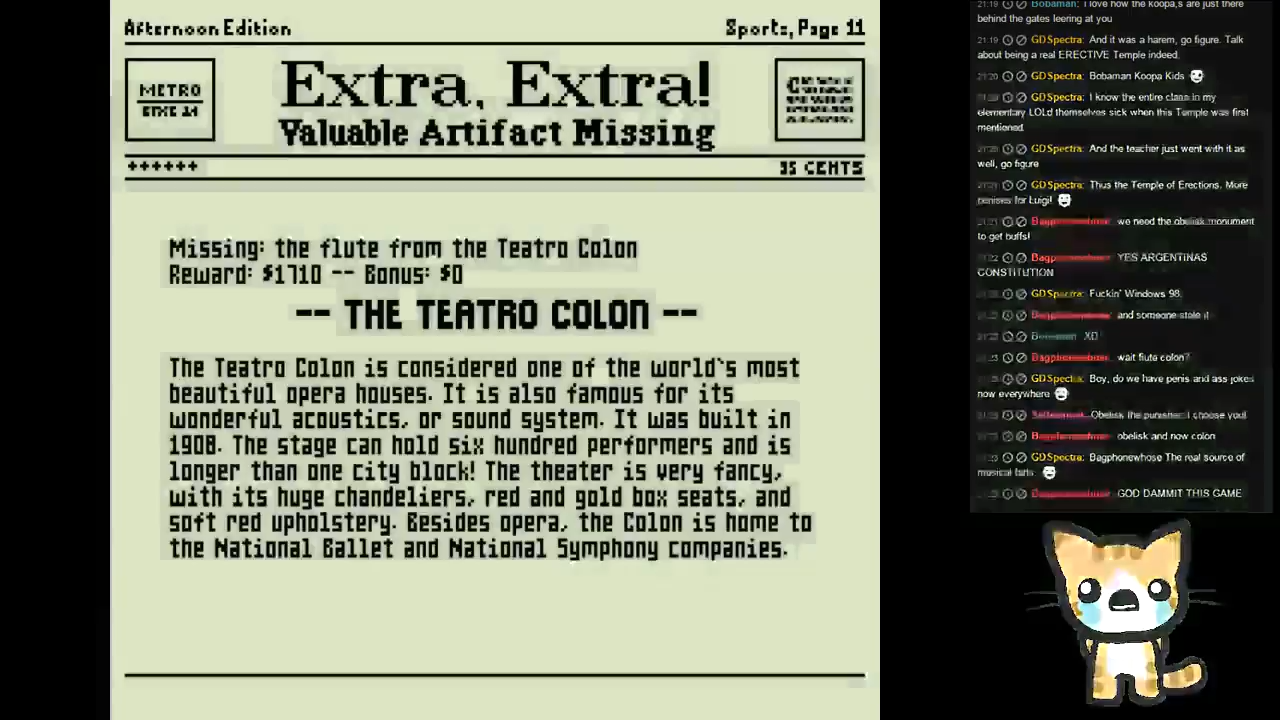 Afternoon Edition
Sports, Page 11
METRO
Extra, Extra!
Valuable Artifact Missing
++++++
35 CENTS
Missing: the flute from the Teatro Colon
Reward: $1710 -- Bonus: $0
-- THE TEATRO COLON --
The Teatro Colon is considered one of the world's most
beautiful opera houses. It is also famous for its
wonderful acoustics, or sound system. It was built in
1908. The stage can hold six hundred performers and is
longer than one city block! The theater is very fancy,
with its huge chandeliers, red and gold box seats, and
soft red upholstery. Besides opera, the Colon is home to
the National Ballet and National Symphony companies.
21:19 Bobaman: I love how the koopa,s are just there
behind the gates leering at you
21:19 GDSpectra: And it was a harem, go figure. Talk
about being a real ERECTIVE Temple indeed.
21:20 GDSpectra: Bobaman Koopa Kids
GDSpectra: I know the entire class in my
elementary LOLd themselves sick when this Temple was first
mentioned.
GDSpectra: And the teacher just went with it as
well, go figure
21:21 GDSpectra: Thus the Temple of Erections. More
penises for Luigi!
21:21 we need the obelisk monument
to get buffs!
YES ARGENTINAS
CONSTITUTION
GDSpectra: Fuckin' Windows 98.
and someone stole it
XD
wait flute colon?
GDSpectra: Boy, do we have penis and ass jokes
now everywhere
Obelisk the punisher I choose you!
obelisk and now colon
GDSpectra: Bagphonewhose The real source of
musical farts.
GOD DAMMIT THIS GAME